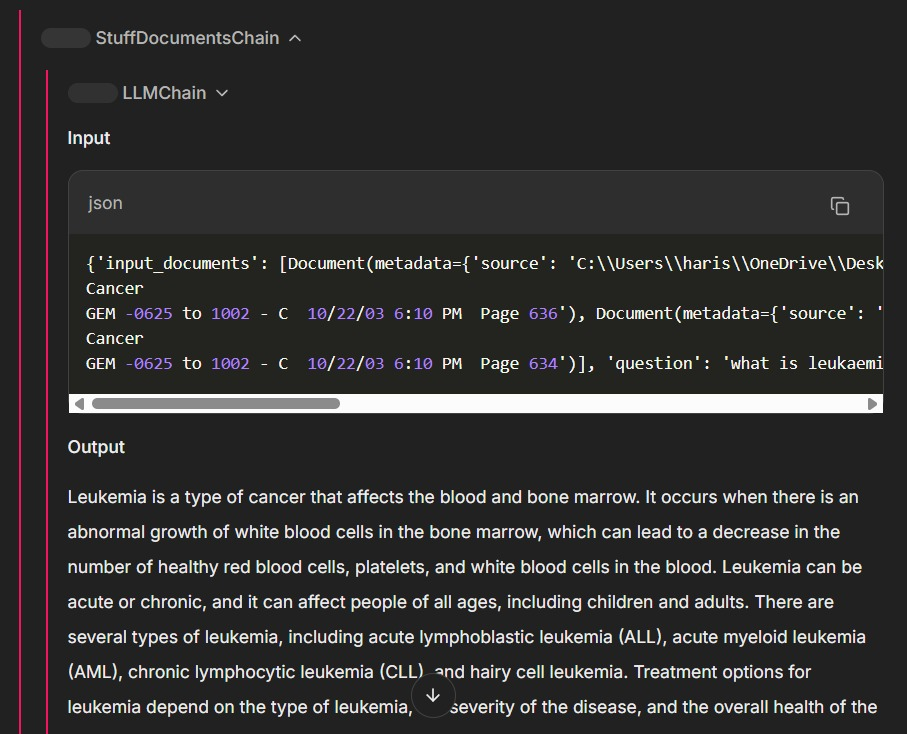 StuffDocumentsChain
LLMChain
Input
json
{'input_documents': [Document(metadata={'source': 'C:\\Users\\haris\\OneDrive\\Desk
Cancer
GEM -0625 to 1002 - C  10/22/03 6:10 PM  Page 636'), Document(metadata={'source': '
Cancer
GEM -0625 to 1002 - C  10/22/03 6:10 PM  Page 634')], 'question': 'what is leukaemi
Output
Leukemia is a type of cancer that affects the blood and bone marrow. It occurs when there is an
abnormal growth of white blood cells in the bone marrow, which can lead to a decrease in the
number of healthy red blood cells, platelets, and white blood cells in the blood. Leukemia can be
acute or chronic, and it can affect people of all ages, including children and adults. There are
several types of leukemia, including acute lymphoblastic leukemia (ALL), acute myeloid leukemia
(AML), chronic lymphocytic leukemia (CLL), and hairy cell leukemia. Treatment options for
leukemia depend on the type of leukemia, severity of the disease, and the overall health of the